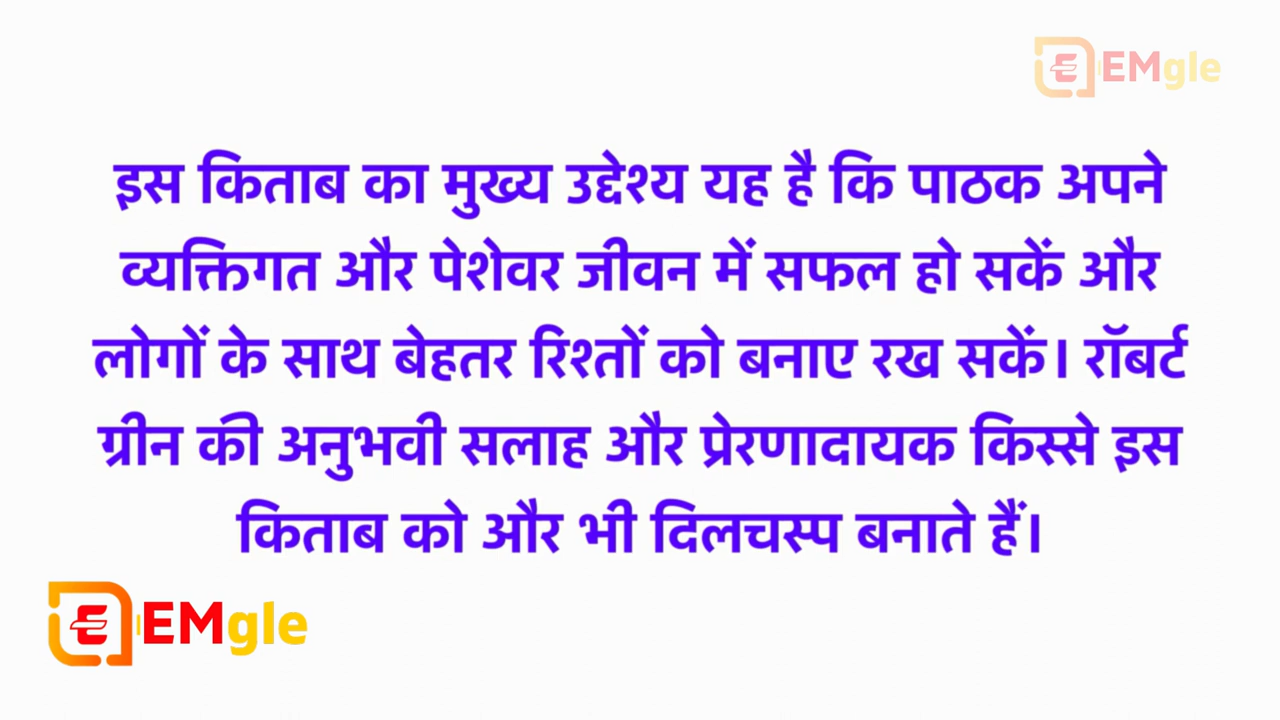 EMgle
इस किताब का मुख्य उद्देश्य यह है कि पाठक अपने
व्यक्तिगत और पेशेवर जीवन में सफल हो सकें और
लोगों के साथ बेहतर रिश्तों को बनाए रख सकें। रॉबर्ट
ग्रीन की अनुभवी सलाह और प्रेरणादायक किस्से इस
किताब को और भी दिलचस्प बनाते हैं।
EMgle